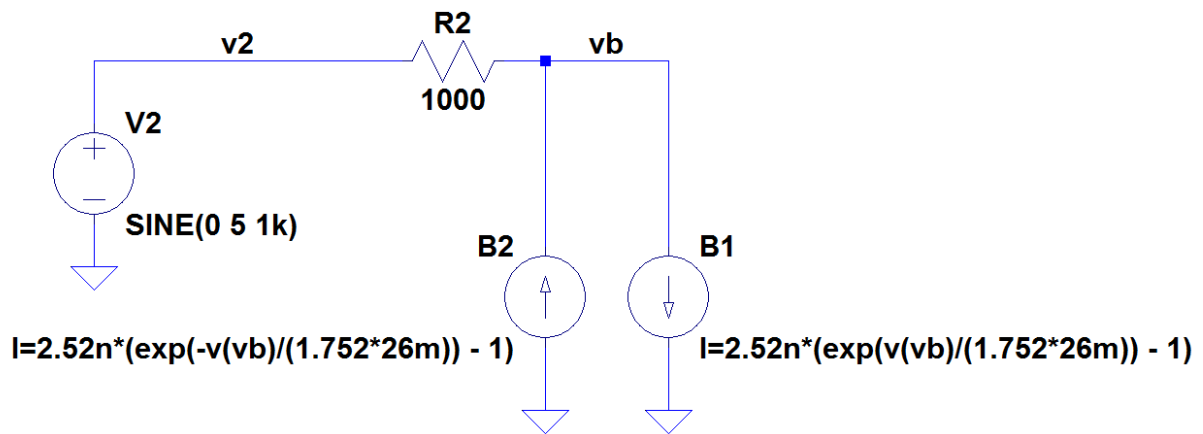 R2
v2
vb
1000
V2
SINE(0 5 1k)
B2
B1
I=2.52n*(exp(-v(vb)/(1.752*26m)) - 1)
I=2.52n*(exp(v(vb)/(1.752*26m)) - 1)